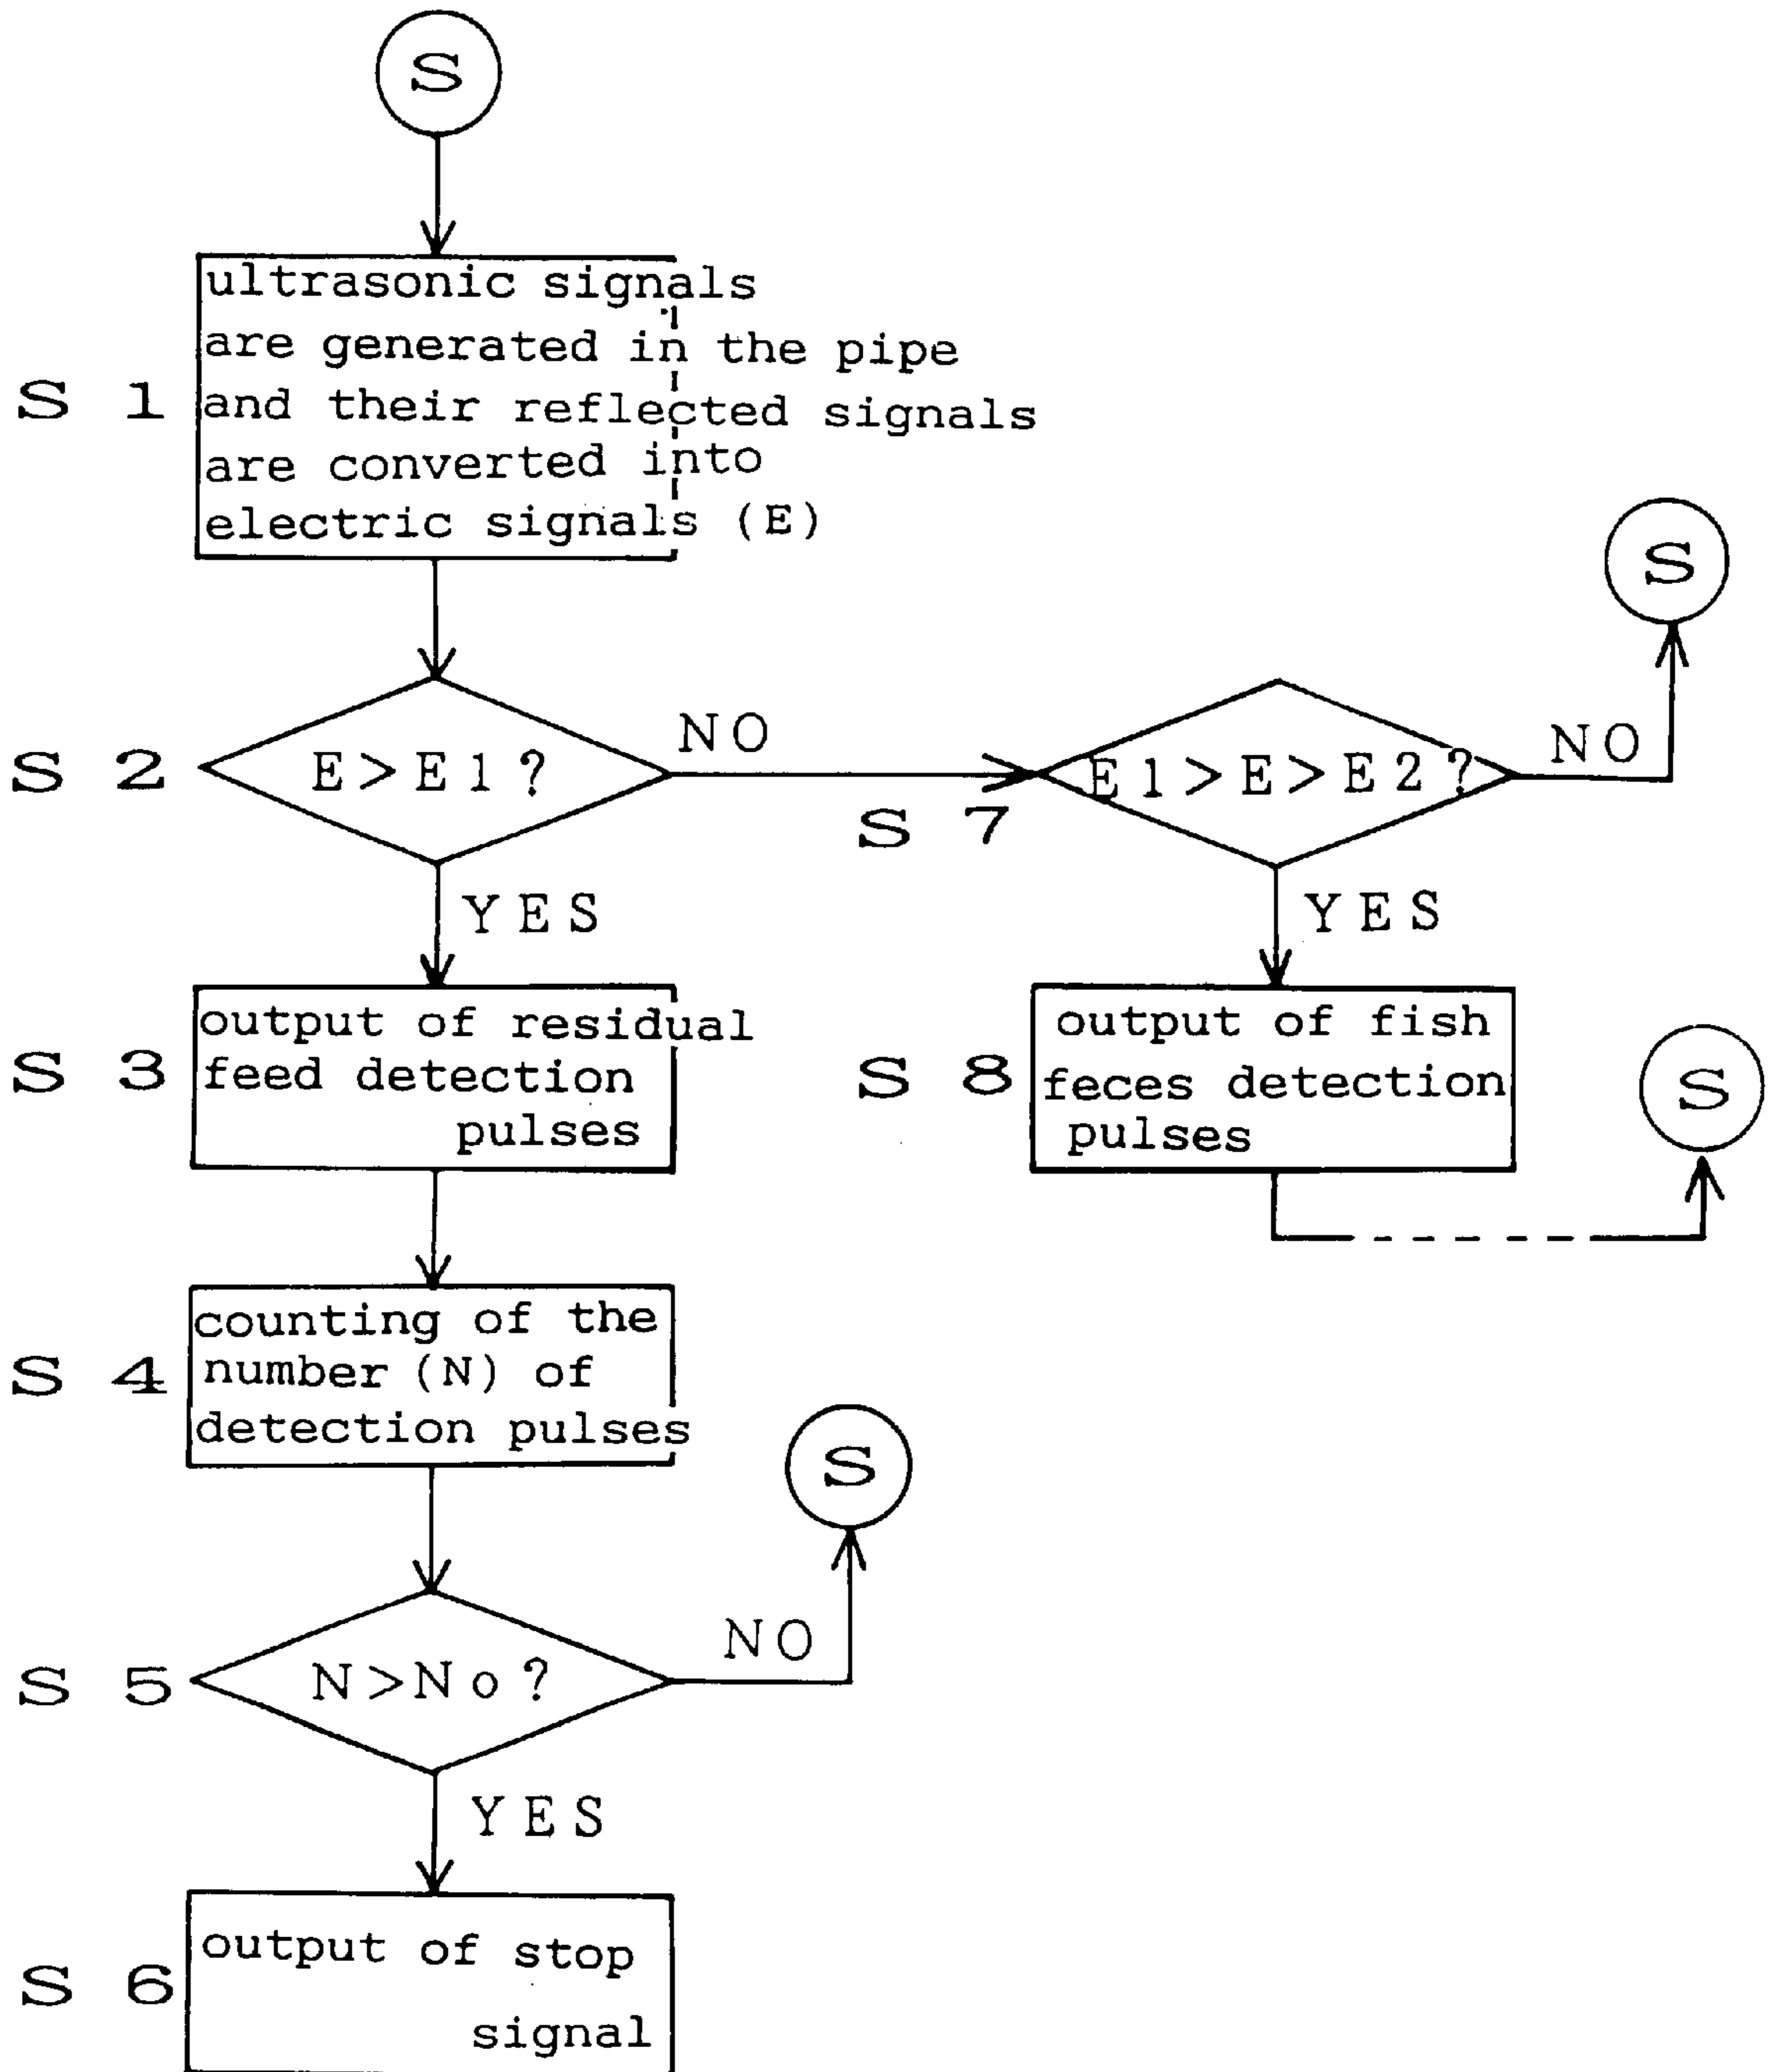 S
S 1
ultrasonic signals
are generated in the pipe
and their reflected signals
are converted into
electric signals (E)
S 2
E>E1?
NO
S 7
E1>E>E2?
NO
S
YES
YES
S 3
output of residual
feed detection
pulses
S 8
output of fish
feces detection
pulses
S
S 4
counting of the
number (N) of
detection pulses
S 5
N>No?
NO
S
YES
S 6
output of stop
signal